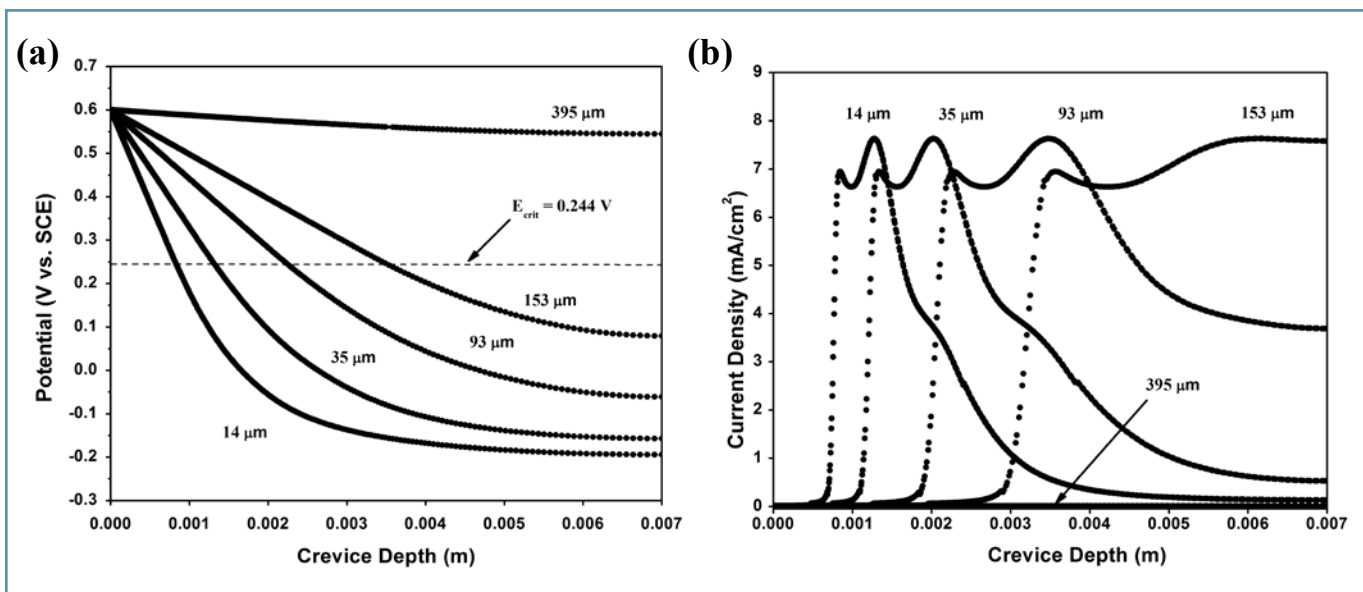 (a)
0.7
0.6
0.5
0.4
0.3
0.2
0.1
0.0
-0.1
-0.2
-0.3
Potential (V vs. SCE)
395 μm
E_crit = 0.244 V
153 μm
93 μm
35 μm
14 μm
0.000 0.001 0.002 0.003 0.004 0.005 0.006 0.007
Crevice Depth (m)
(b)
9
8
7
6
5
4
3
2
1
0
Current Density (mA/cm²)
14 μm 35 μm 93 μm 153 μm
395 μm
0.000 0.001 0.002 0.003 0.004 0.005 0.006 0.007
Crevice Depth (m)